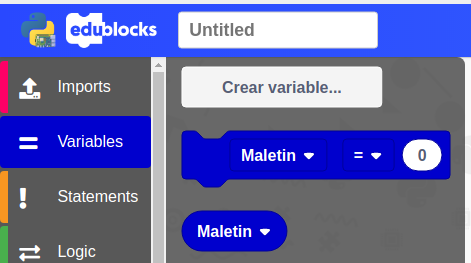 edublocks
Untitled
Imports
Crear variable...
Variables
Maletin = 0
Statements
Maletin
Logic